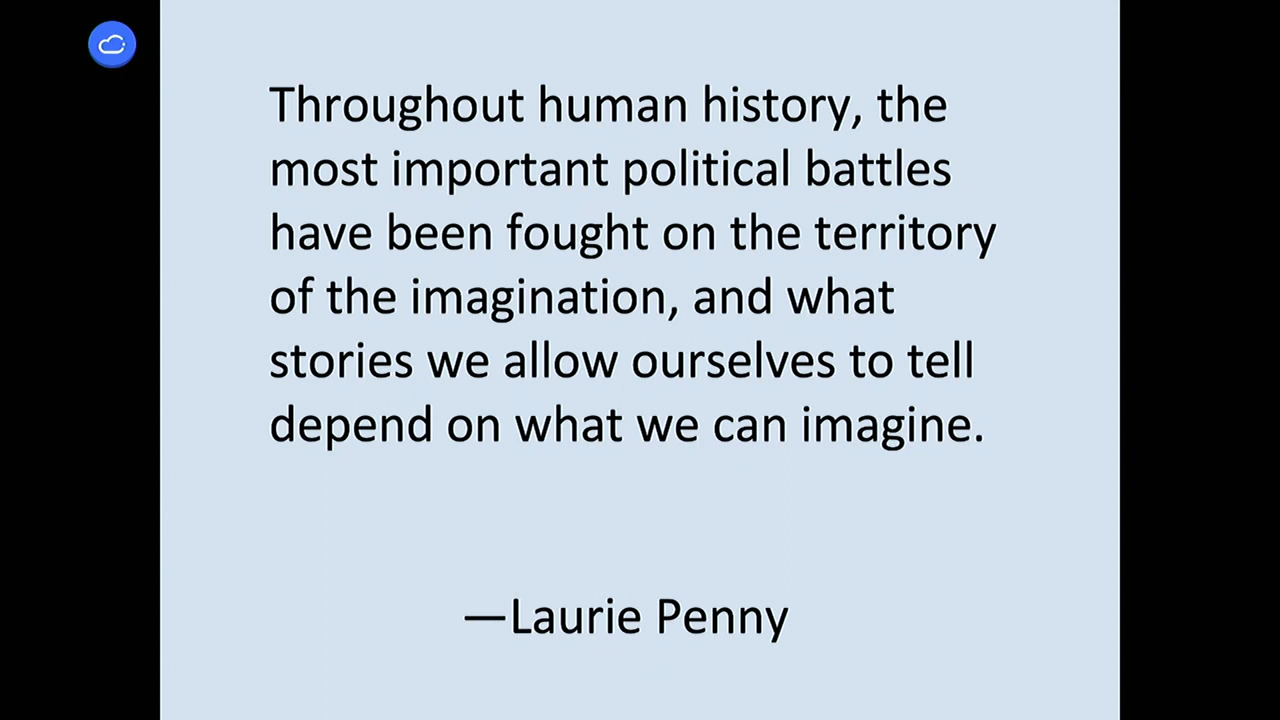 Throughout human history, the
most important political battles
have been fought on the territory
of the imagination, and what
stories we allow ourselves to tell
depend on what we can imagine.
—Laurie Penny